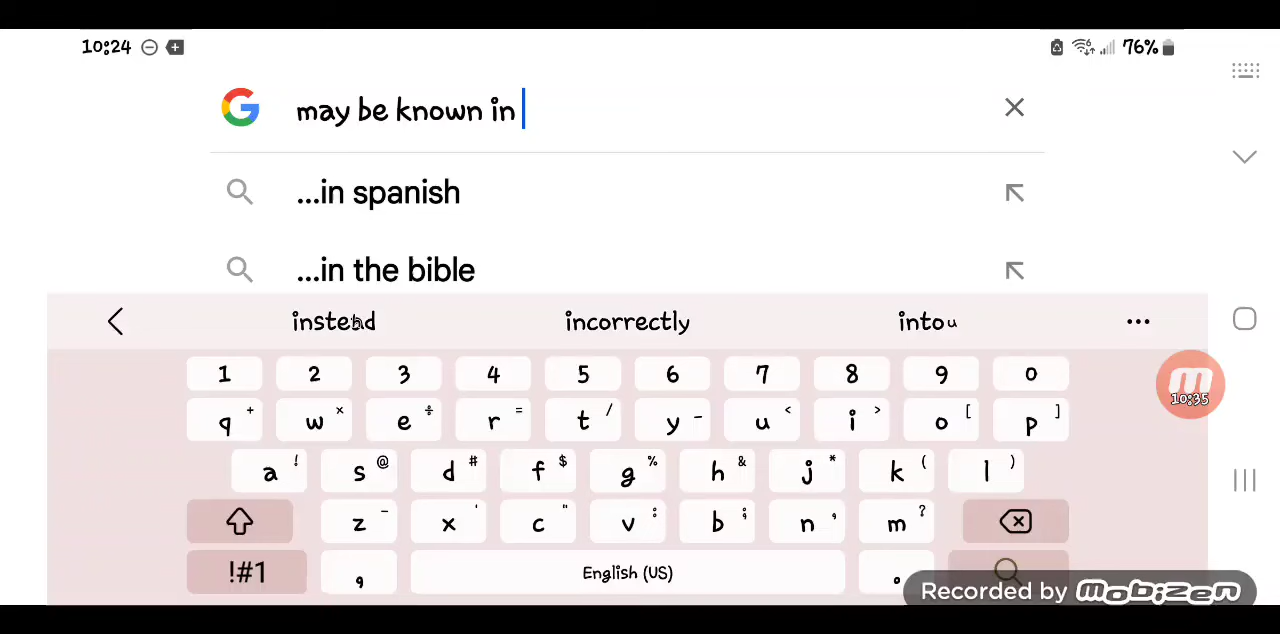 10:24 76%
may be known in
...in spanish
...in the bible
instead incorrectly into
1 2 3 4 5 6 7 8 9 0
q + w × e ÷ r = t / y - u < i > o [ p ]
a ! s @ d # f $ g % h & j * k ( l )
z - x ' c " v : b ; n , m ?
!#1 , English (US) .
10:35
Recorded by mobizen